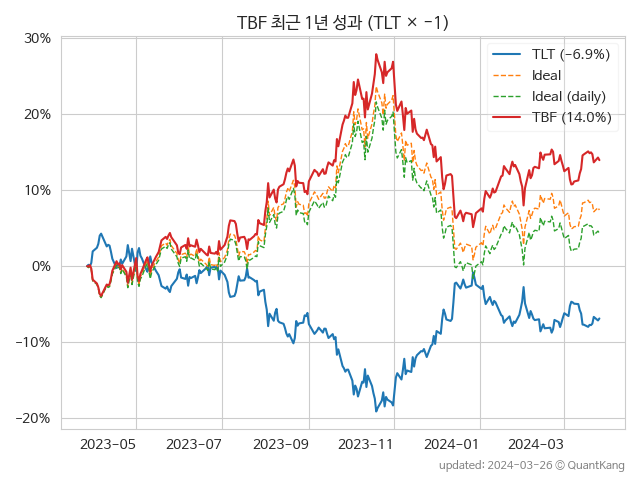 TBF 최근 1년 성과 (TLT × −1)
30%
20%
10%
0%
−10%
−20%
TLT (−6.9%)
Ideal
Ideal (daily)
TBF (14.0%)
2023-05
2023-07
2023-09
2023-11
2024-01
2024-03
updated: 2024-03-26 © QuantKang